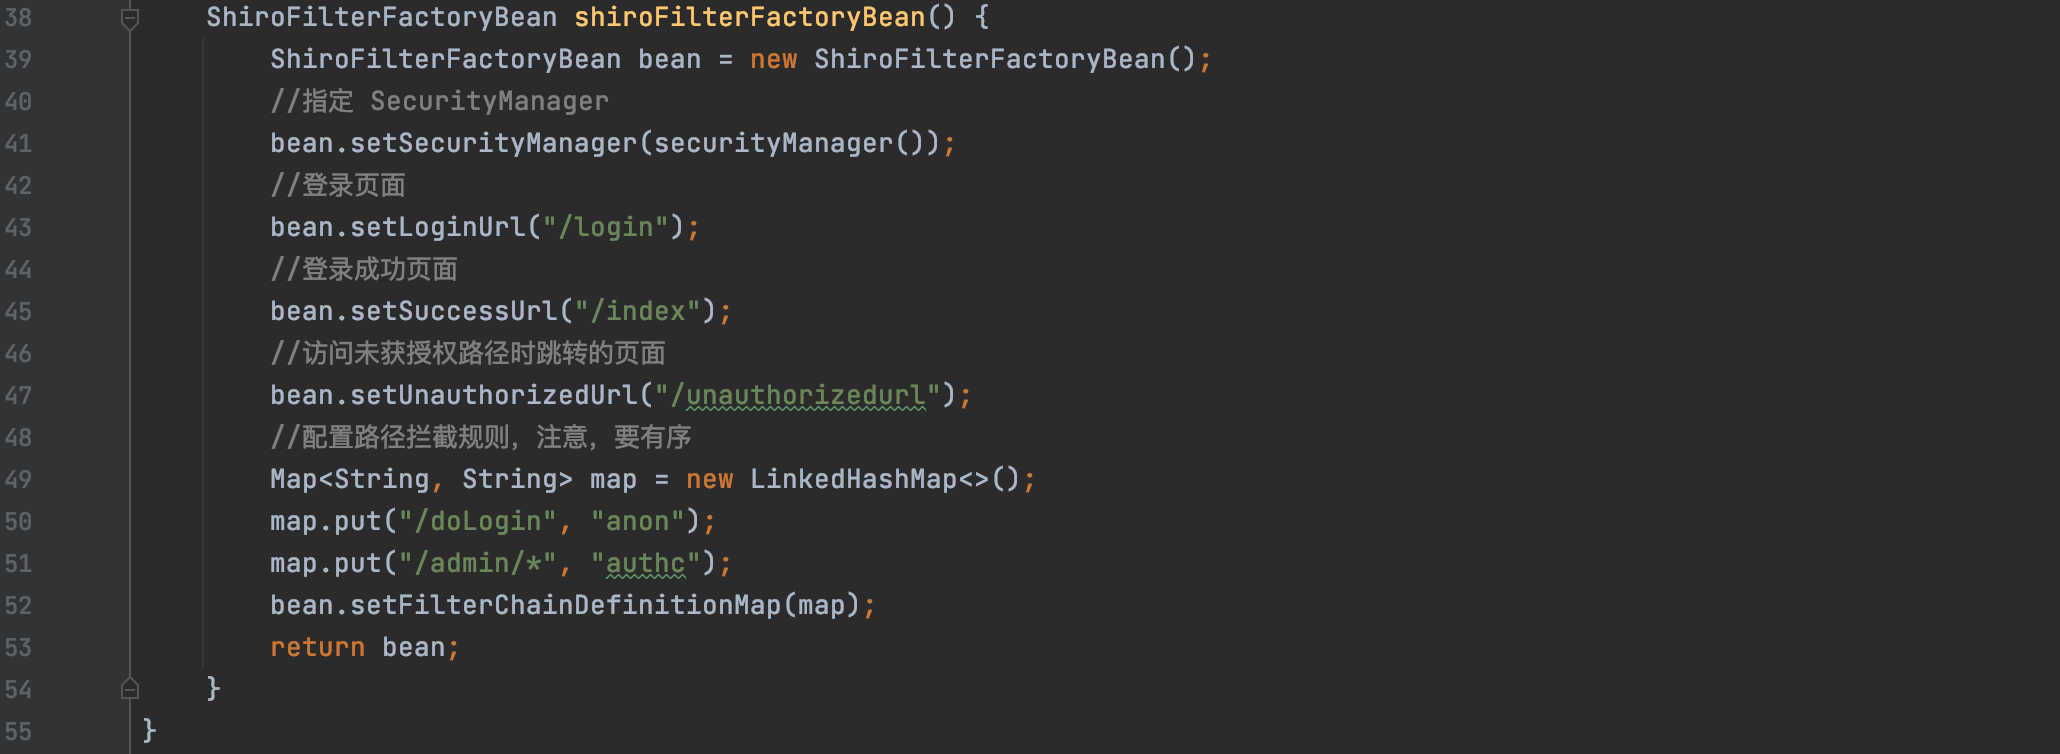 38 ShiroFilterFactoryBean shiroFilterFactoryBean() {
39 ShiroFilterFactoryBean bean = new ShiroFilterFactoryBean();
40 //指定 SecurityManager
41 bean.setSecurityManager(securityManager());
42 //登录页面
43 bean.setLoginUrl("/login");
44 //登录成功页面
45 bean.setSuccessUrl("/index");
46 //访问未获授权路径时跳转的页面
47 bean.setUnauthorizedUrl("/unauthorizedurl");
48 //配置路径拦截规则，注意，要有序
49 Map<String, String> map = new LinkedHashMap<>();
50 map.put("/doLogin", "anon");
51 map.put("/admin/*", "authc");
52 bean.setFilterChainDefinitionMap(map);
53 return bean;
54 }
55 }